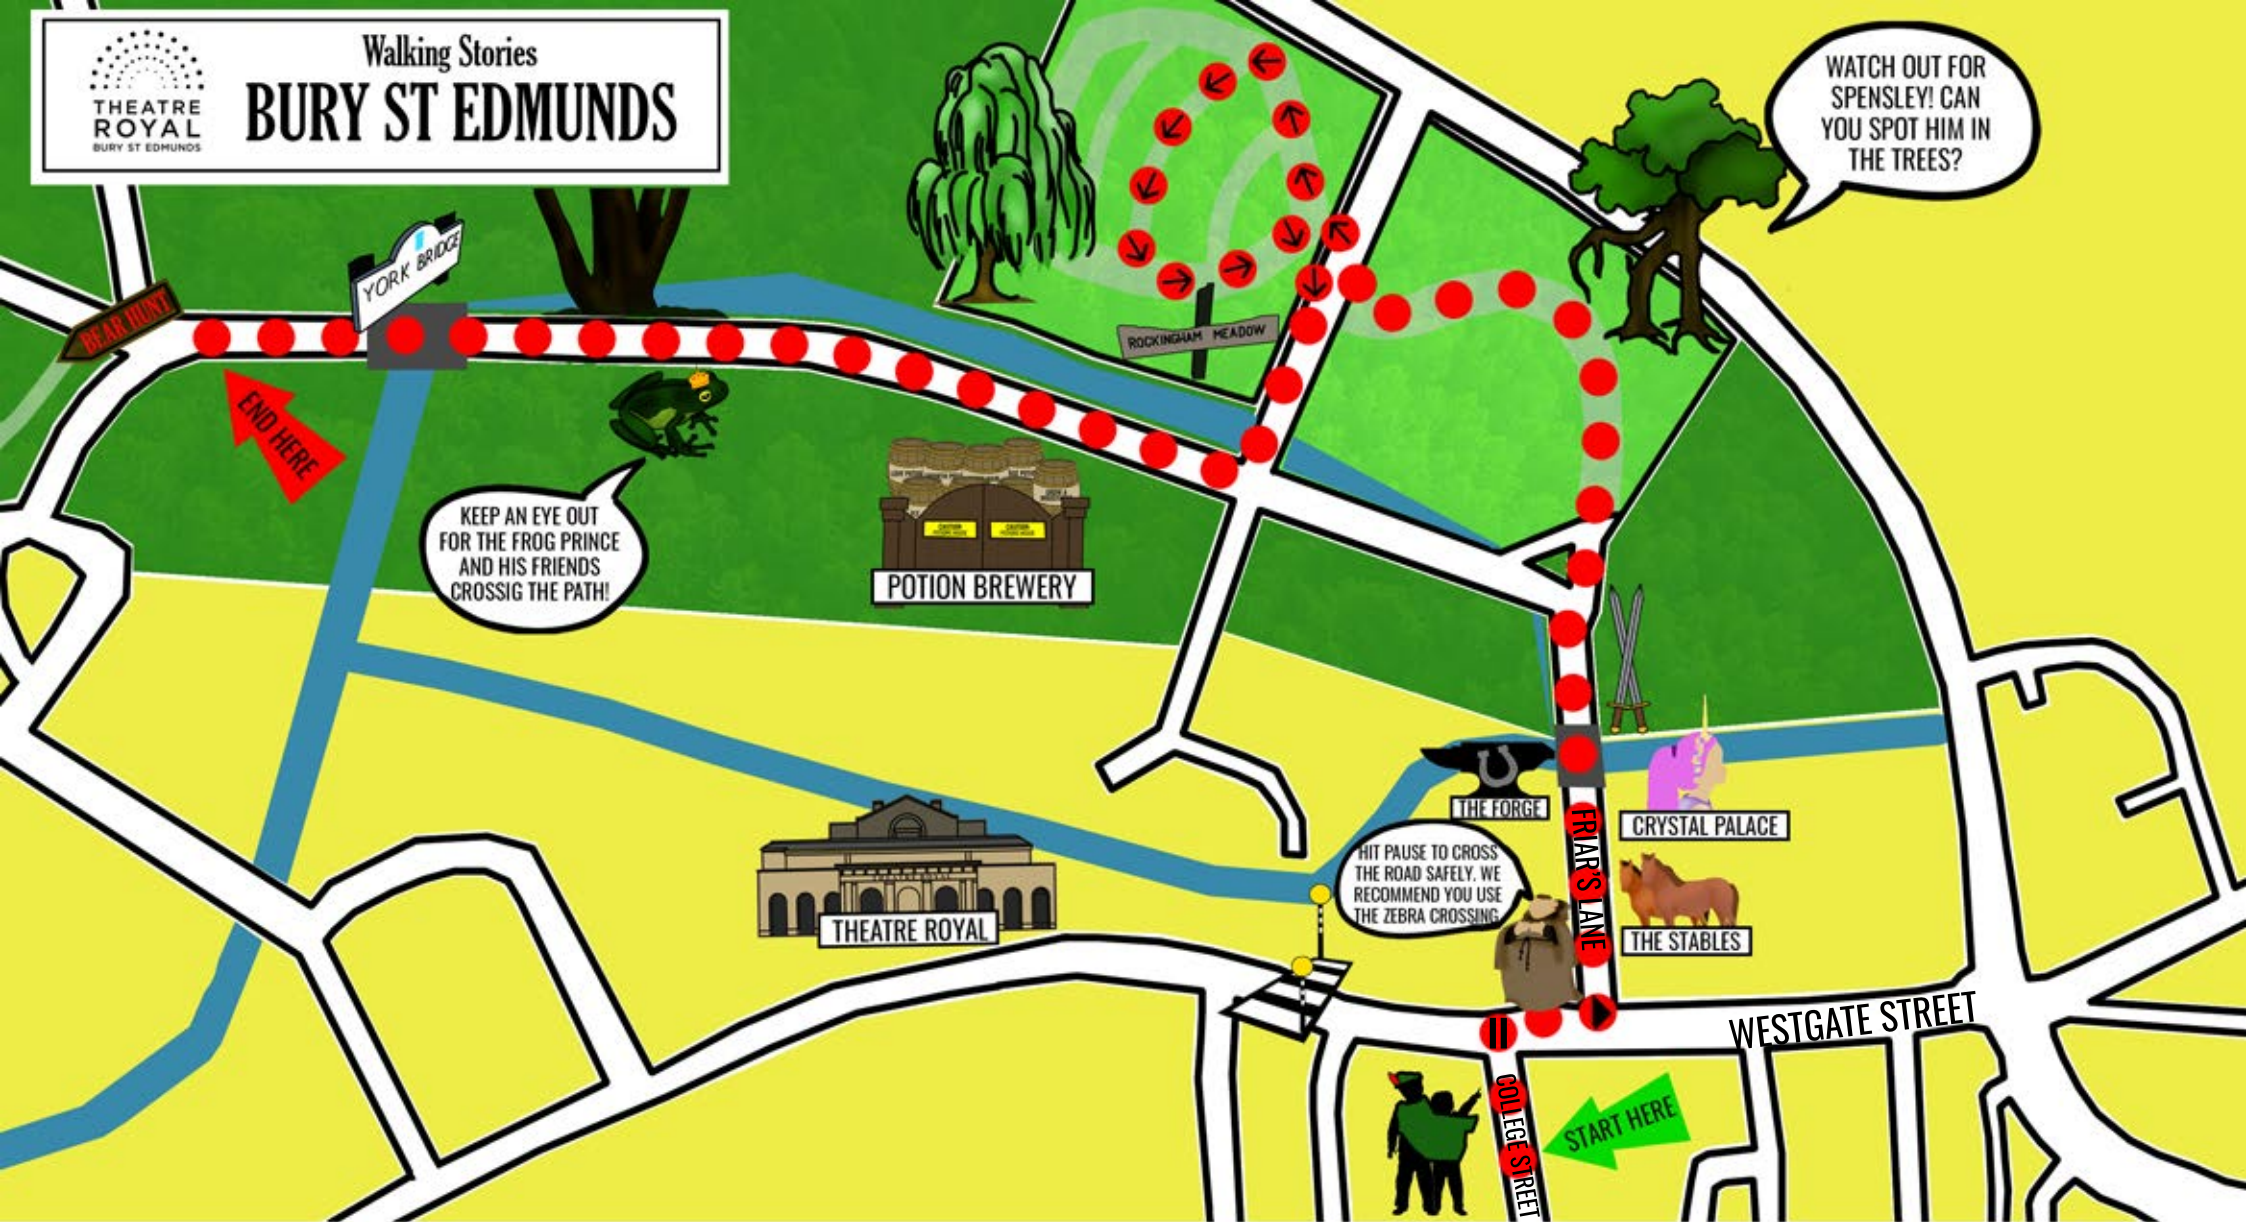 THEATRE
ROYAL
BURY ST EDMUNDS
Walking Stories
BURY ST EDMUNDS
WATCH OUT FOR
SPENSLEY! CAN
YOU SPOT HIM IN
THE TREES?
YORK BRIDGE
BEAR HUNT
ROCKINGHAM MEADOW
END HERE
KEEP AN EYE OUT
FOR THE FROG PRINCE
AND HIS FRIENDS
CROSSIG THE PATH!
CAUTION
CAUTION
POTION BREWERY
THE FORGE
CRYSTAL PALACE
FRIAR'S LANE
HIT PAUSE TO CROSS
THE ROAD SAFELY. WE
RECOMMEND YOU USE
THE ZEBRA CROSSING
THE STABLES
THEATRE ROYAL
WESTGATE STREET
COLLEGE STREET
START HERE